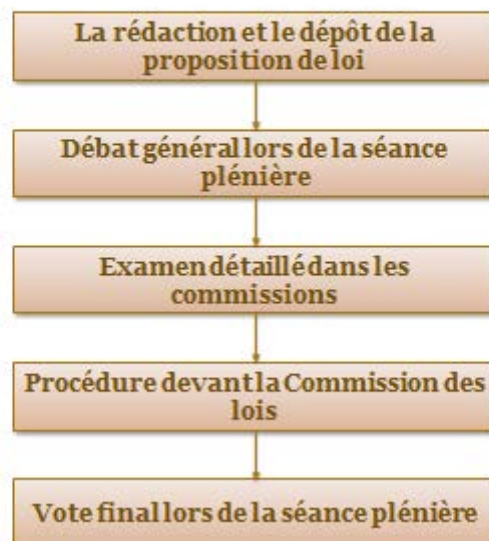 La rédaction et le dépôt de la
proposition de loi
Débat général lors de la séance
plénière
Examen détaillé dans les
commissions
Procédure devant la Commission des
lois
Vote final lors de la séance plénière